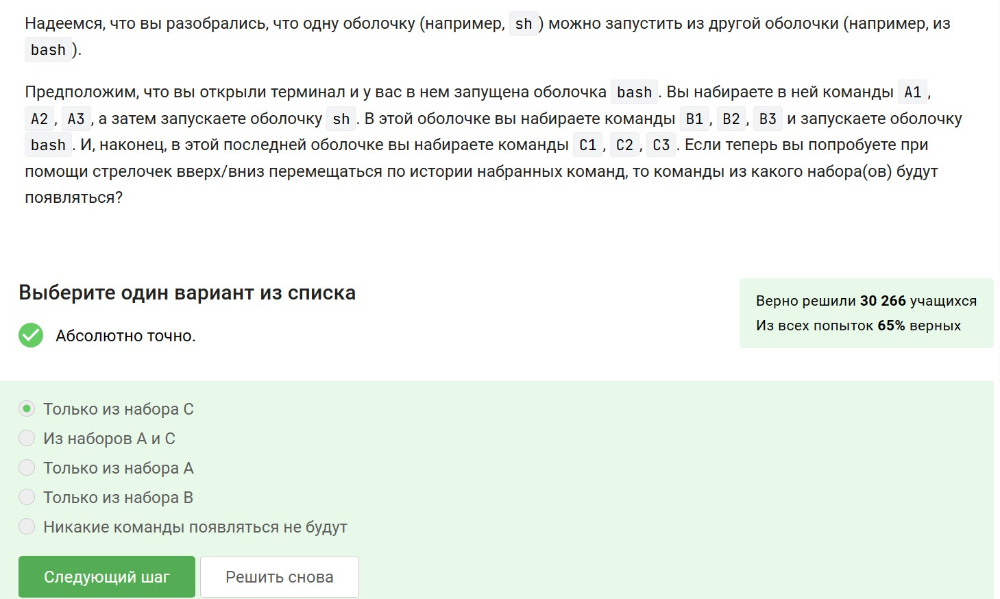 Надеемся, что вы разобрались, что одну оболочку (например, sh ) можно запустить из другой оболочки (например, из
bash ).
Предположим, что вы открыли терминал и у вас в нем запущена оболочка bash . Вы набираете в ней команды A1 ,
A2 , A3 , а затем запускаете оболочку sh . В этой оболочке вы набираете команды B1 , B2 , B3 и запускаете оболочку
bash . И, наконец, в этой последней оболочке вы набираете команды C1 , C2 , C3 . Если теперь вы попробуете при
помощи стрелочек вверх/вниз перемещаться по истории набранных команд, то команды из какого набора(ов) будут
появляться?
Выберите один вариант из списка
Верно решили 30 266 учащихся
Из всех попыток 65% верных
Абсолютно точно.
Только из набора C
Из наборов A и C
Только из набора A
Только из набора B
Никакие команды появляться не будут
Следующий шаг
Решить снова